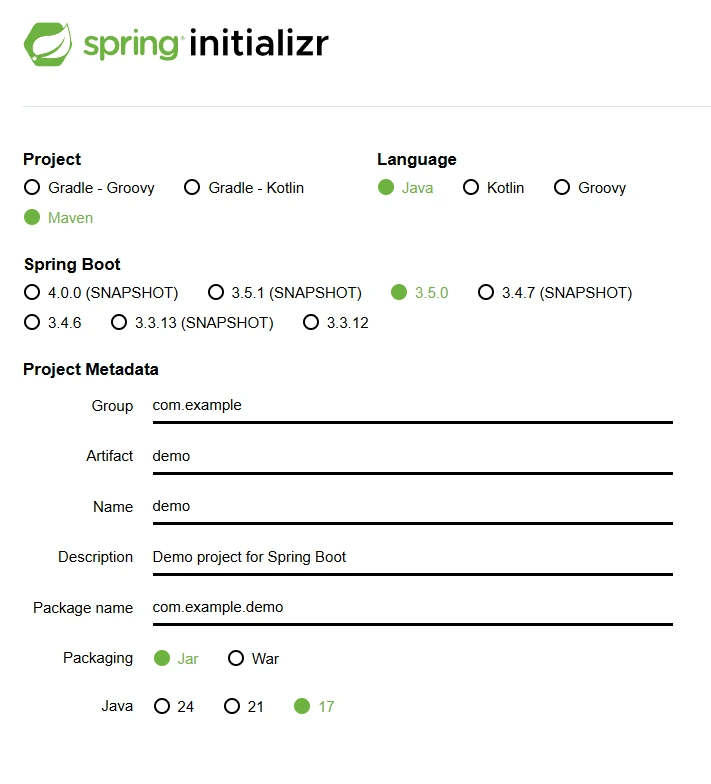 spring initializr
Project
Gradle - Groovy Gradle - Kotlin
Maven
Language
Java Kotlin Groovy
Spring Boot
4.0.0 (SNAPSHOT) 3.5.1 (SNAPSHOT) 3.5.0 3.4.7 (SNAPSHOT)
3.4.6 3.3.13 (SNAPSHOT) 3.3.12
Project Metadata
Group com.example
Artifact demo
Name demo
Description Demo project for Spring Boot
Package name com.example.demo
Packaging Jar War
Java 24 21 17